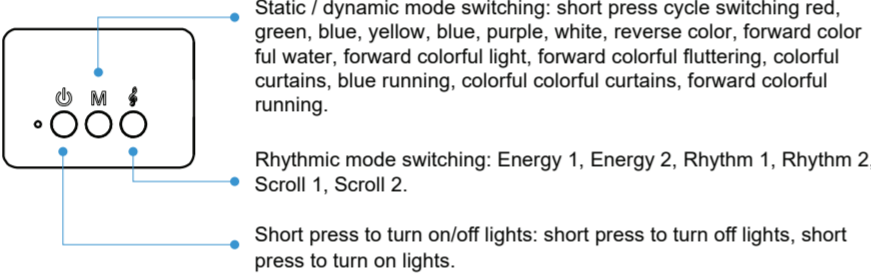 Static / dynamic mode switching: short press cycle switching red,
green, blue, yellow, blue, purple, white, reverse color, forward color
ful water, forward colorful light, forward colorful fluttering, colorful
curtains, blue running, colorful colorful curtains, forward colorful
running.
M
Rhythmic mode switching: Energy 1, Energy 2, Rhythm 1, Rhythm 2,
Scroll 1, Scroll 2.
Short press to turn on/off lights: short press to turn off lights, short
press to turn on lights.